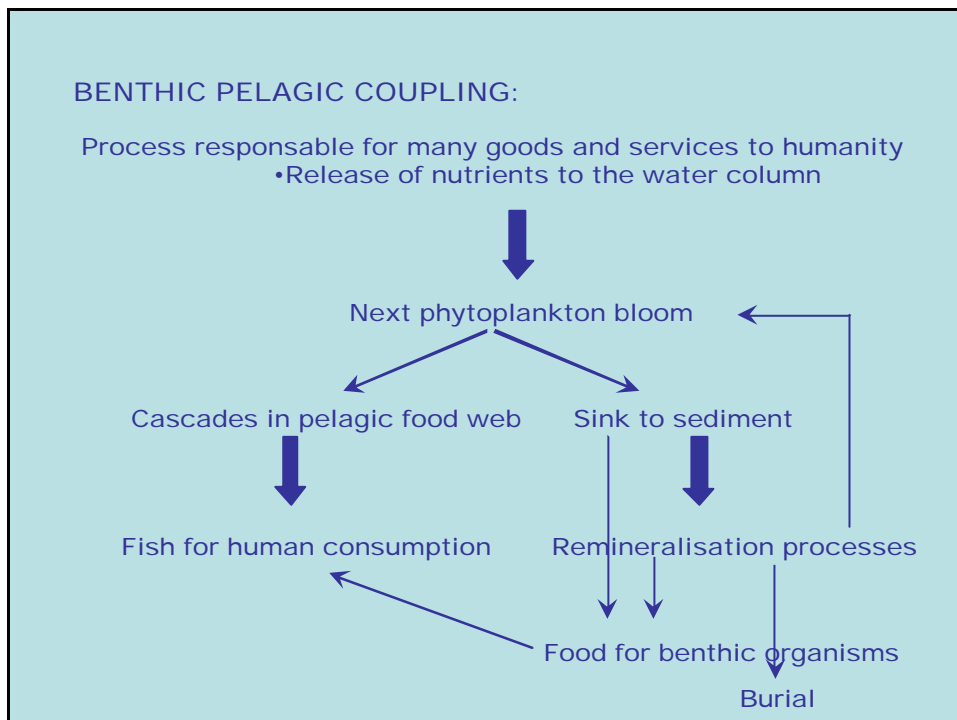 BENTHIC PELAGIC COUPLING:
Process responsable for many goods and services to humanity
•Release of nutrients to the water column
Next phytoplankton bloom
Cascades in pelagic food web
Sink to sediment
Fish for human consumption
Remineralisation processes
Food for benthic organisms
Burial